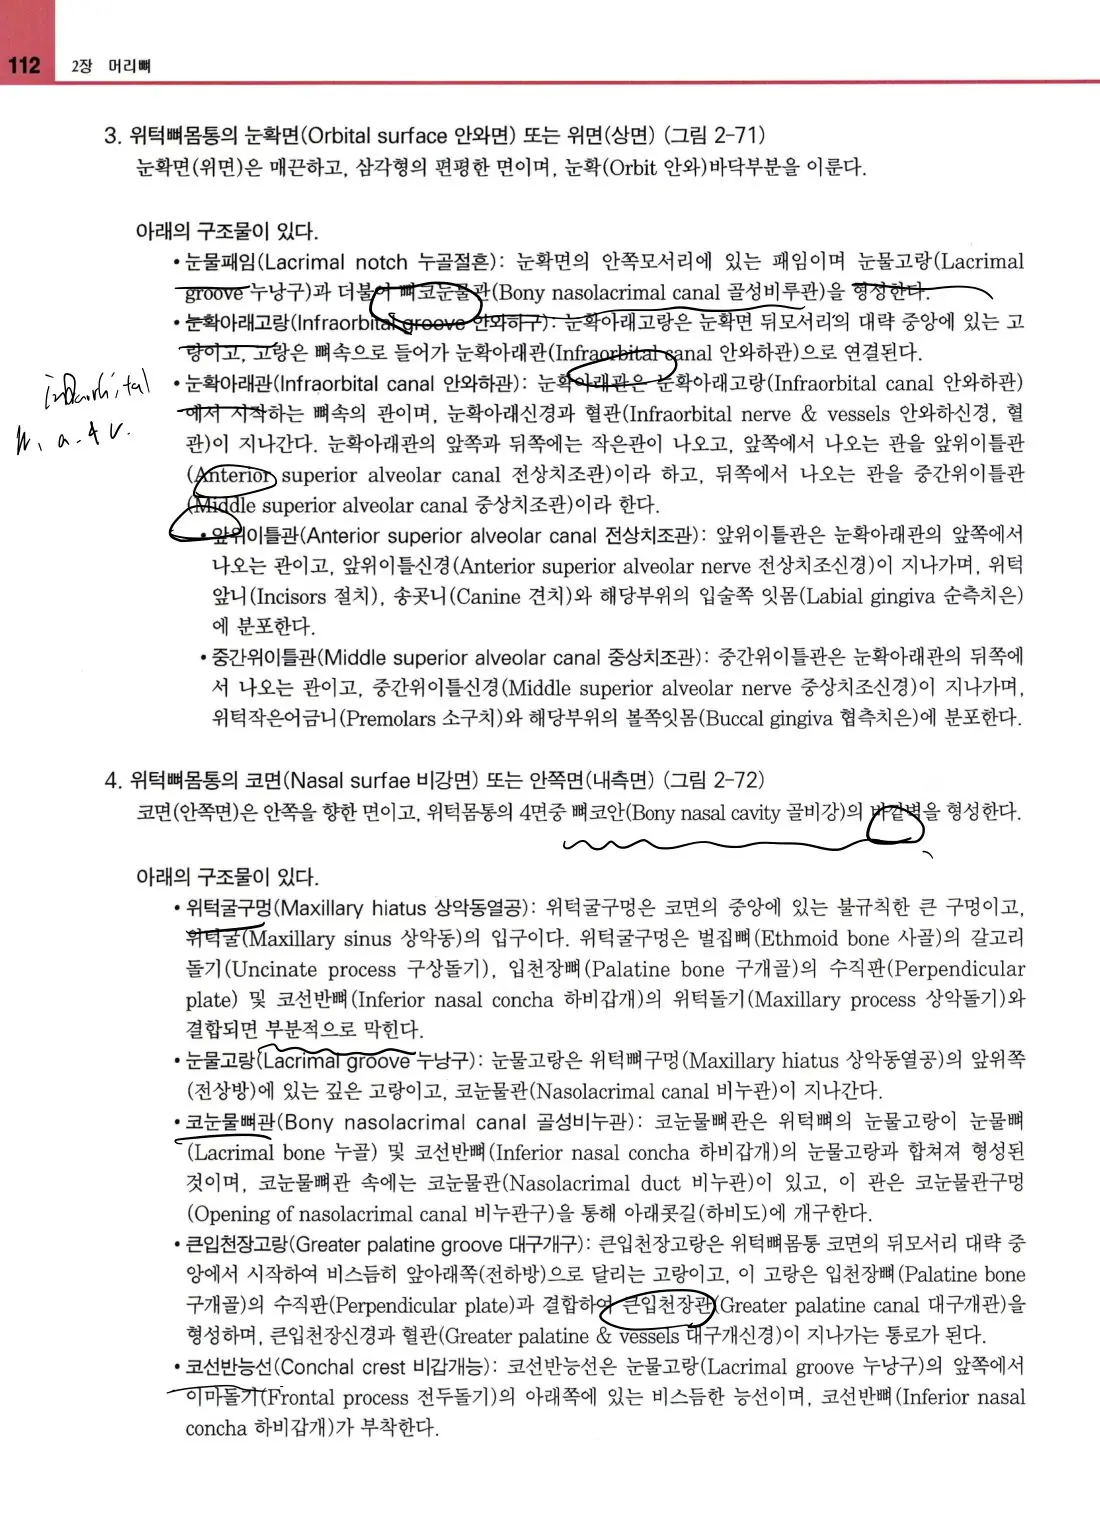 112 2장 머리뼈
3. 위턱뼈몸통의 눈확면(Orbital surface 안와면) 또는 위면(상면) (그림 2-71)
눈확면(위면)은 매끈하고, 삼각형의 편평한 면이며, 눈확(Orbit 안와)바닥부분을 이룬다.
아래의 구조물이 있다.
• 눈물패임(Lacrimal notch 누골절흔): 눈확면의 안쪽모서리에 있는 패임이며 눈물고랑(Lacrimal
groove 누낭구)과 더불어 뼈코눈물관(Bony nasolacrimal canal 골성비루관)을 형성한다.
• 눈확아래고랑(Infraorbital groove 안와하구): 눈확아래고랑은 눈확면 뒤모서리의 대략 중앙에 있는 고
랑이고, 고랑은 뼈속으로 들어가 눈확아래관(Infraorbital canal 안와하관)으로 연결된다.
• 눈확아래관(Infraorbital canal 안와하관): 눈확아래관은 눈확아래고랑(Infraorbital canal 안와하관)
에서 시작하는 뼈속의 관이며, 눈확아래신경과 혈관(Infraorbital nerve & vessels 안와하신경, 혈
관)이 지나간다. 눈확아래관의 앞쪽과 뒤쪽에는 작은관이 나오고, 앞쪽에서 나오는 관을 앞위이틀관
(Anterior superior alveolar canal 전상치조관)이라 하고, 뒤쪽에서 나오는 관을 중간위이틀관
(Middle superior alveolar canal 중상치조관)이라 한다.
• 앞위이틀관(Anterior superior alveolar canal 전상치조관): 앞위이틀관은 눈확아래관의 앞쪽에서
나오는 관이고, 앞위이틀신경(Anterior superior alveolar nerve 전상치조신경)이 지나가며, 위턱
앞니(Incisors 절치), 송곳니(Canine 견치)와 해당부위의 입술쪽 잇몸(Labial gingiva 순측치은)
에 분포한다.
• 중간위이틀관(Middle superior alveolar canal 중상치조관): 중간위이틀관은 눈확아래관의 뒤쪽에
서 나오는 관이고, 중간위이틀신경(Middle superior alveolar nerve 중상치조신경)이 지나가며,
위턱작은어금니(Premolars 소구치)와 해당부위의 볼쪽잇몸(Buccal gingiva 협측치은)에 분포한다.
infraorbital
n, a. & v.
4. 위턱뼈몸통의 코면(Nasal surfae 비강면) 또는 안쪽면(내측면) (그림 2-72)
코면(안쪽면)은 안쪽을 향한 면이고, 위턱몸통의 4면중 뼈코안(Bony nasal cavity 골비강)의 바깥벽을 형성한다.
아래의 구조물이 있다.
• 위턱굴구멍(Maxillary hiatus 상악동열공): 위턱굴구멍은 코면의 중앙에 있는 불규칙한 큰 구멍이고,
위턱굴(Maxillary sinus 상악동)의 입구이다. 위턱굴구멍은 벌집뼈(Ethmoid bone 사골)의 갈고리
돌기(Uncinate process 구상돌기), 입천장뼈(Palatine bone 구개골)의 수직판(Perpendicular
plate) 및 코선반뼈(Inferior nasal concha 하비갑개)의 위턱돌기(Maxillary process 상악돌기)와
결합되면 부분적으로 막힌다.
• 눈물고랑(Lacrimal groove 누낭구): 눈물고랑은 위턱뼈구멍(Maxillary hiatus 상악동열공)의 앞위쪽
(전상방)에 있는 깊은 고랑이고, 코눈물관(Nasolacrimal canal 비누관)이 지나간다.
• 코눈물뼈관(Bony nasolacrimal canal 골성비누관): 코눈물뼈관은 위턱뼈의 눈물고랑이 눈물뼈
(Lacrimal bone 누골) 및 코선반뼈(Inferior nasal concha 하비갑개)의 눈물고랑과 합쳐져 형성된
것이며, 코눈물뼈관 속에는 코눈물관(Nasolacrimal duct 비누관)이 있고, 이 관은 코눈물관구멍
(Opening of nasolacrimal canal 비누관구)을 통해 아래콧길(하비도)에 개구한다.
• 큰입천장고랑(Greater palatine groove 대구개구): 큰입천장고랑은 위턱뼈몸통 코면의 뒤모서리 대략 중
앙에서 시작하여 비스듬히 앞아래쪽(전하방)으로 달리는 고랑이고, 이 고랑은 입천장뼈(Palatine bone
구개골)의 수직판(Perpendicular plate)과 결합하여 큰입천장관(Greater palatine canal 대구개관)을
형성하며, 큰입천장신경과 혈관(Greater palatine & vessels 대구개신경)이 지나가는 통로가 된다.
• 코선반능선(Conchal crest 비갑개능): 코선반능선은 눈물고랑(Lacrimal groove 누낭구)의 앞쪽에서
이마돌기(Frontal process 전두돌기)의 아래쪽에 있는 비스듬한 능선이며, 코선반뼈(Inferior nasal
concha 하비갑개)가 부착한다.